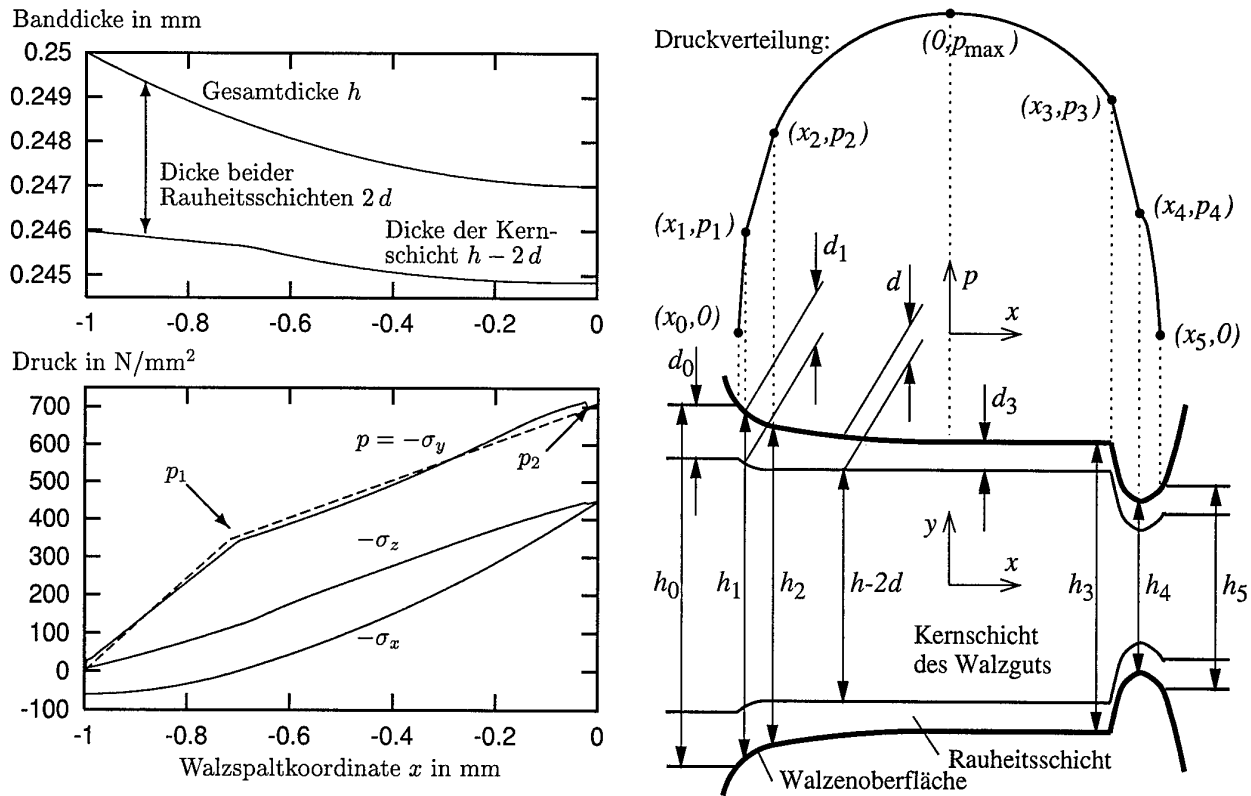 Banddicke in mm
0.25
0.249
0.248
0.247
0.246
0.245
Gesamtdicke h
Dicke beider
Rauheitsschichten 2 d
Dicke der Kern-
schicht h − 2 d
-1
-0.8
-0.6
-0.4
-0.2
0
Druck in N/mm²
700
600
500
400
300
200
100
0
-100
p₁
p = −σy
p₂
−σz
−σx
-1
-0.8
-0.6
-0.4
-0.2
0
Walzspaltkoordinate x in mm
Druckverteilung:
(0,pmax)
(x₂,p₂)
(x₃,p₃)
(x₁,p₁)
(x₄,p₄)
(x₀,0)
(x₅,0)
d₁
d
p
x
d₀
d₃
y
x
h₀
h₁
h₂
h-2d
h₃
h₄
h₅
Kernschicht
des Walzguts
Rauheitsschicht
Walzenoberfläche